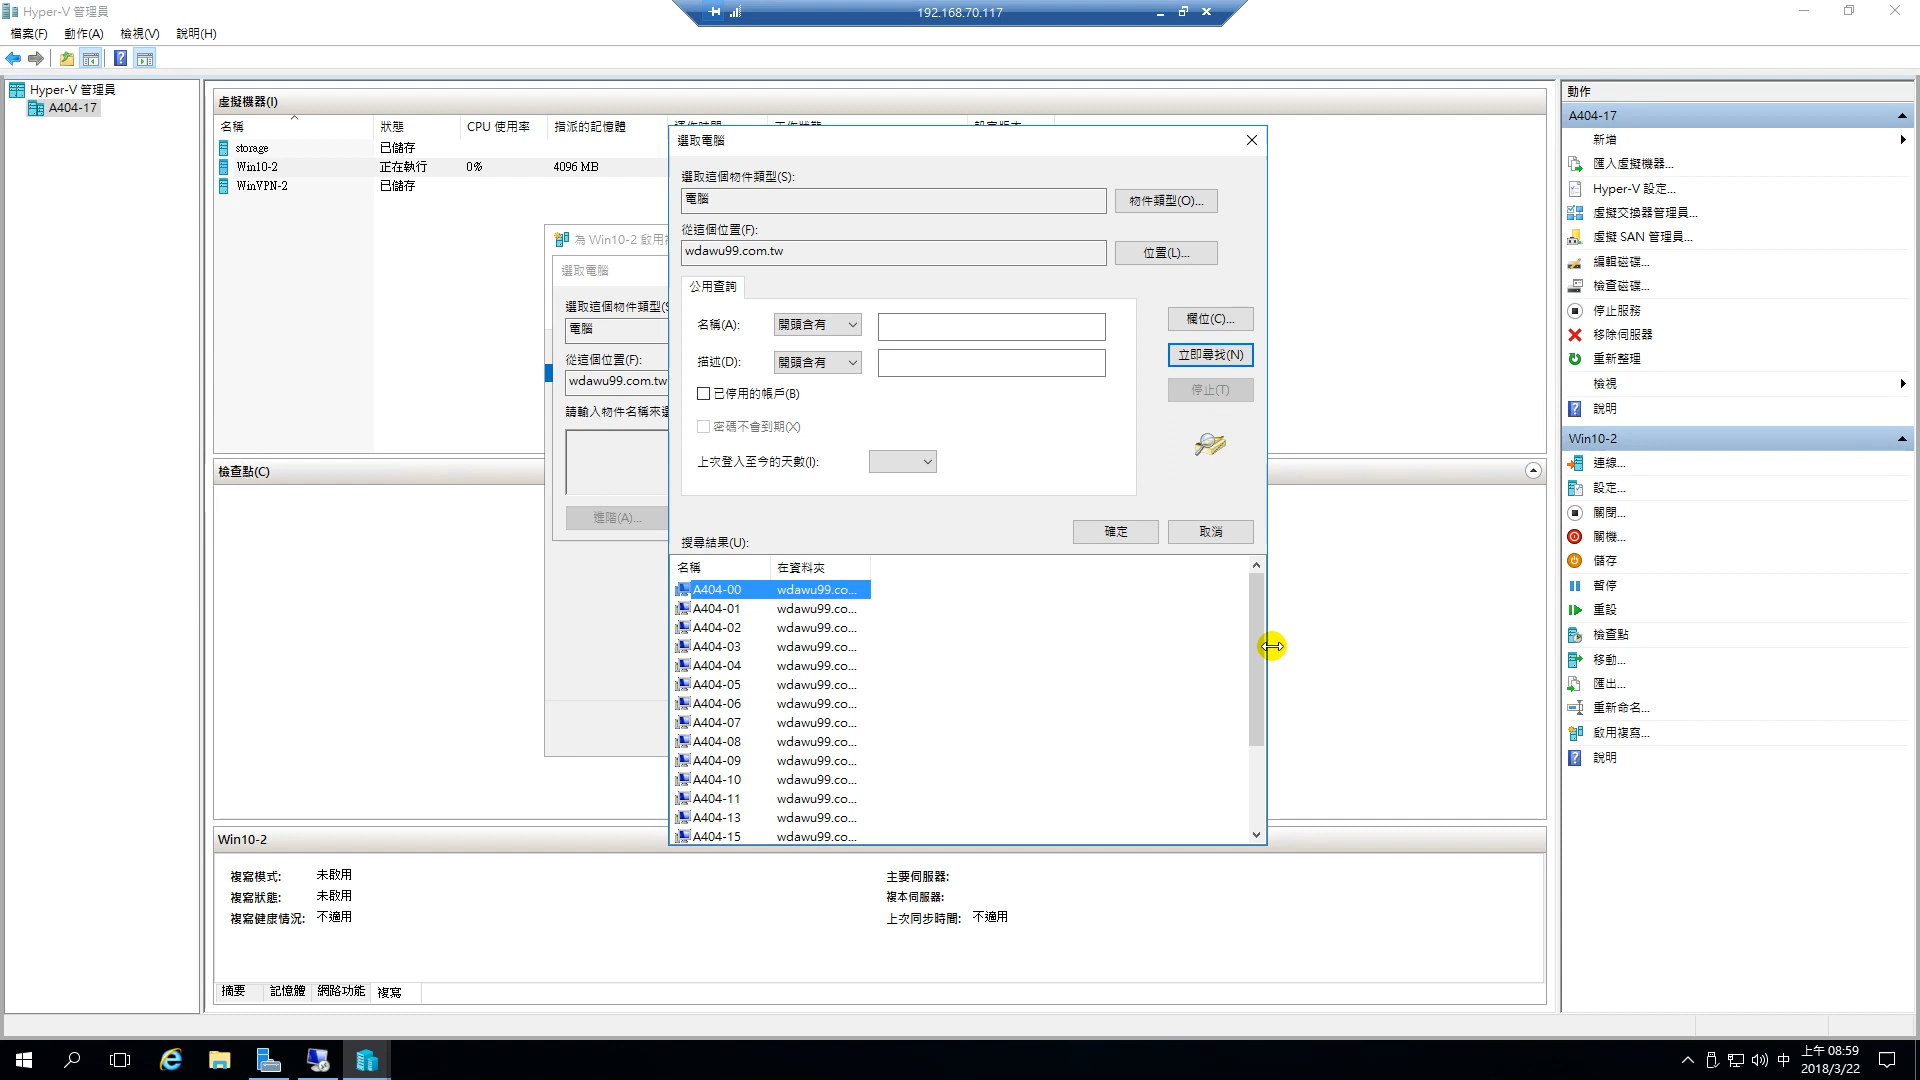 Hyper-V 管理員
192.168.70.117
檔案(F) 動作(A) 檢視(V) 說明(H)
Hyper-V 管理員
A404-17
虛擬機器(I)
名稱 狀態 CPU 使用率 指派的記憶體
storage 已儲存
Win10-2 正在執行 0% 4096 MB
WinVPN-2 已儲存
為 Win10-2 啟用
選取電腦
選取這個物件類型(S
電腦
從這個位置(F):
wdawu99.com.tw
請輸入物件名稱來
進階(A)...
選取電腦
選取這個物件類型(S):
電腦
物件類型(O)...
從這個位置(F):
wdawu99.com.tw
位置(L)...
公用查詢
名稱(A): 開頭含有
描述(D): 開頭含有
已停用的帳戶(B)
密碼不會到期(X)
上次登入至今的天數(I):
欄位(C)...
立即尋找(N)
停止(T)
確定 取消
搜尋結果(U):
名稱 在資料夾
A404-00 wdawu99.co...
A404-01 wdawu99.co...
A404-02 wdawu99.co...
A404-03 wdawu99.co...
A404-04 wdawu99.co...
A404-05 wdawu99.co...
A404-06 wdawu99.co...
A404-07 wdawu99.co...
A404-08 wdawu99.co...
A404-09 wdawu99.co...
A404-10 wdawu99.co...
A404-11 wdawu99.co...
A404-13 wdawu99.co...
A404-15 wdawu99.co...
檢查點(C)
Win10-2
複寫模式: 未啟用
複寫狀態: 未啟用
複寫健康情況: 不適用
主要伺服器:
複本伺服器:
上次同步時間: 不適用
摘要 記憶體 網路功能 複寫
動作
A404-17
新增
匯入虛擬機器...
Hyper-V 設定...
虛擬交換器管理員...
虛擬 SAN 管理員...
編輯磁碟...
檢查磁碟...
停止服務
移除伺服器
重新整理
檢視
說明
Win10-2
連線...
設定...
關閉...
關機...
儲存
暫停
重設
檢查點
移動...
匯出...
重新命名...
啟用複寫...
說明
中
上午 08:59
2018/3/22